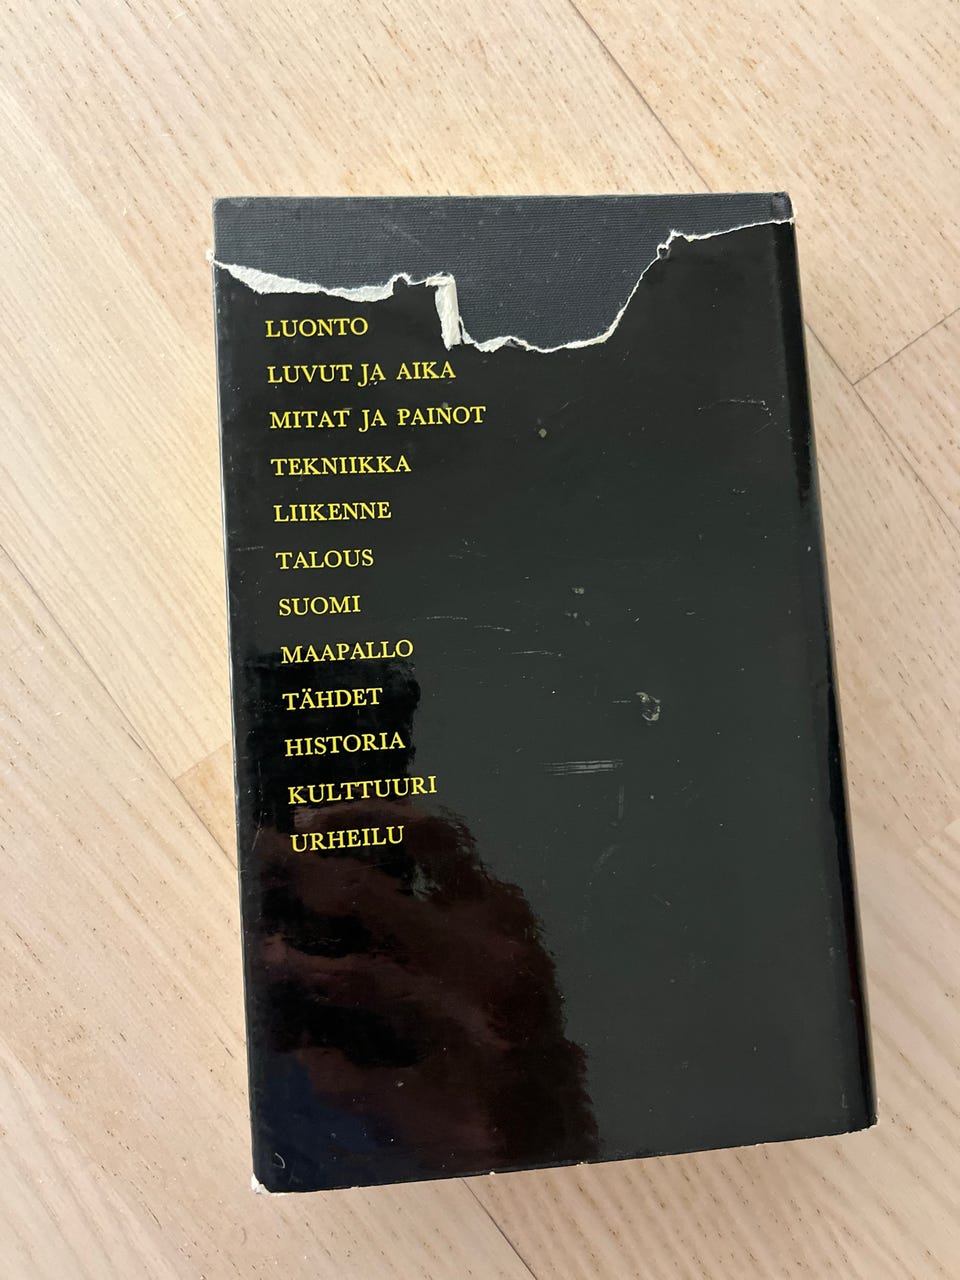 LUONTO
LUVUT JA AIKA
MITAT JA PAINOT
TEKNIIKKA
LIIKENNE
TALOUS
SUOMI
MAAPALLO
TÄHDET
HISTORIA
KULTTUURI
URHEILU